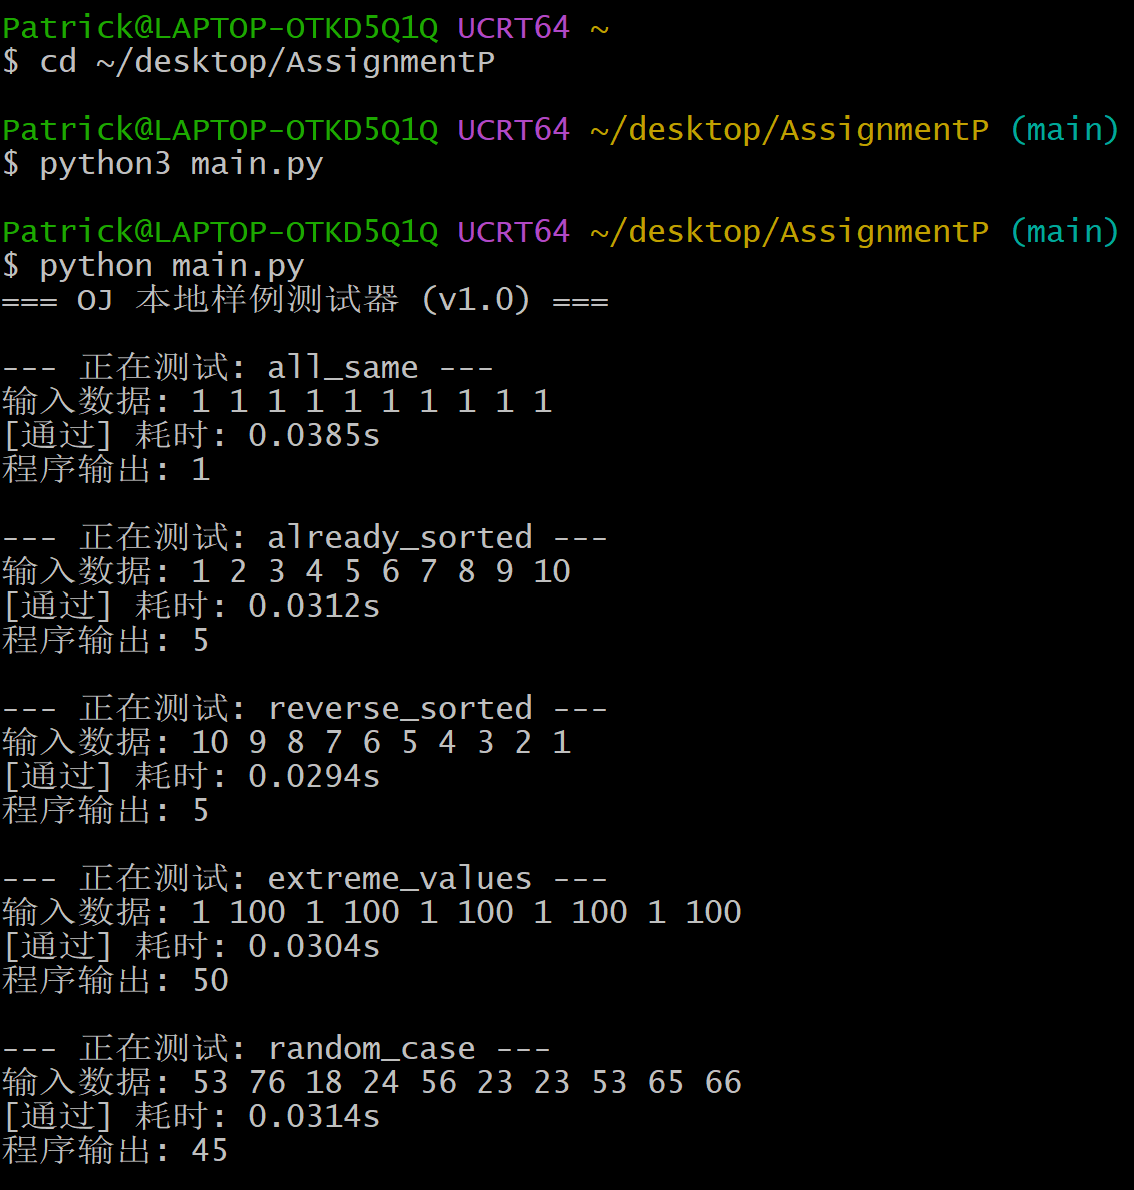 Patrick@LAPTOP-OTKD5Q1Q UCRT64 ~
$ cd ~/desktop/AssignmentP
Patrick@LAPTOP-OTKD5Q1Q UCRT64 ~/desktop/AssignmentP (main)
$ python3 main.py
Patrick@LAPTOP-OTKD5Q1Q UCRT64 ~/desktop/AssignmentP (main)
$ python main.py
=== OJ 本地样例测试器 (v1.0) ===
--- 正在测试: all_same ---
输入数据: 1 1 1 1 1 1 1 1 1 1
[通过] 耗时: 0.0385s
程序输出: 1
--- 正在测试: already_sorted ---
输入数据: 1 2 3 4 5 6 7 8 9 10
[通过] 耗时: 0.0312s
程序输出: 5
--- 正在测试: reverse_sorted ---
输入数据: 10 9 8 7 6 5 4 3 2 1
[通过] 耗时: 0.0294s
程序输出: 5
--- 正在测试: extreme_values ---
输入数据: 1 100 1 100 1 100 1 100 1 100
[通过] 耗时: 0.0304s
程序输出: 50
--- 正在测试: random_case ---
输入数据: 53 76 18 24 56 23 23 53 65 66
[通过] 耗时: 0.0314s
程序输出: 45